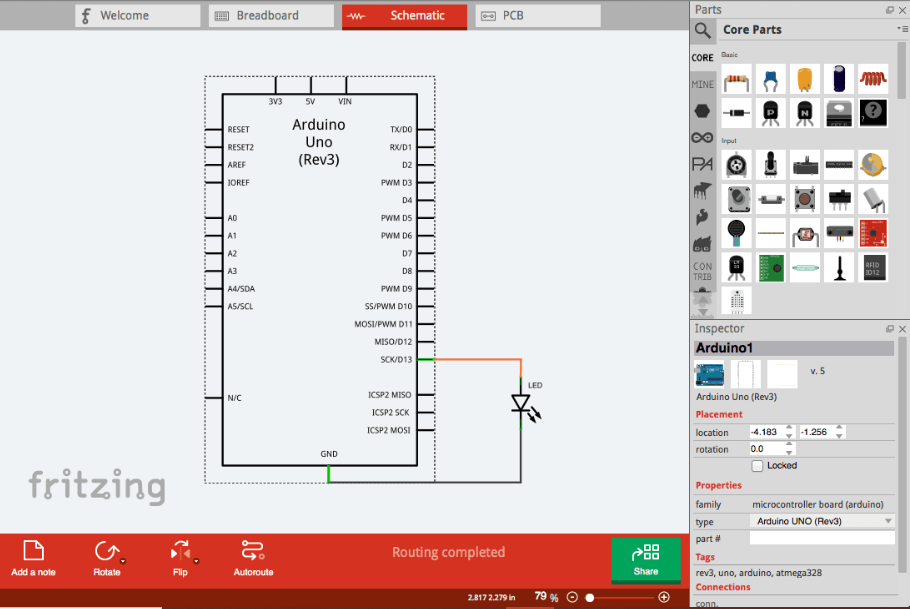 Welcome
Breadboard
Schematic
PCB
Parts
Core Parts
CORE
MINE
CON
TRIB
Basic
P
N
?
Input
RFID
ID12
3V3 5V VIN
Arduino
Uno
(Rev3)
RESET
RESET2
AREF
IOREF
A0
A1
A2
A3
A4/SDA
A5/SCL
N/C
TX/D0
RX/D1
D2
PWM D3
D4
PWM D5
PWM D6
D7
D8
PWM D9
SS/PWM D10
MOSI/PWM D11
MISO/D12
SCK/D13
ICSP2 MISO
ICSP2 SCK
ICSP2 MOSI
GND
LED
fritzing
Inspector
Arduino1
v. 5
Arduino Uno (Rev3)
Placement
location -4.183 -1.256
rotation 0.0
Locked
Properties
family microcontroller board (arduino)
type Arduino UNO (Rev3)
part #
Tags
rev3, uno, arduino, atmega328
Connections
conn.
Add a note
Rotate
Flip
Autoroute
Routing completed
Share
2.817 2.279 in 79 %